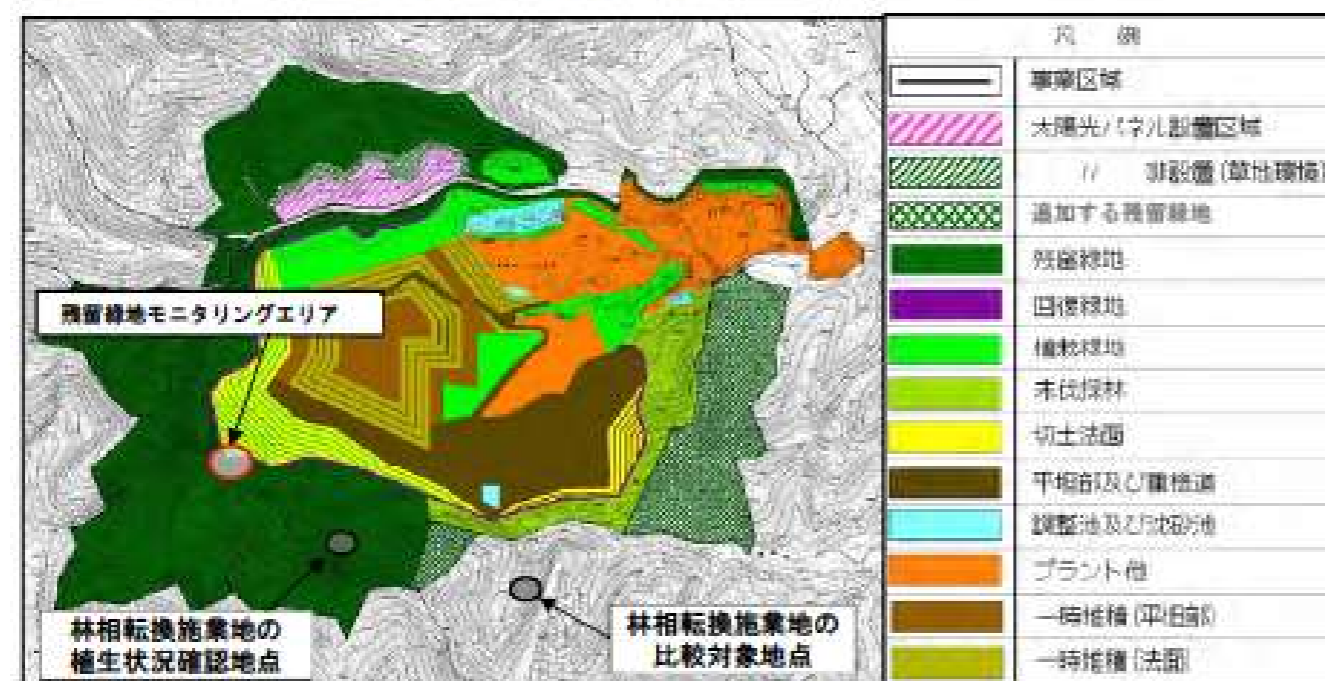 残留緑地モニタリングエリア
林相転換施業地の
植生状況確認地点
林相転換施業地の
比較対象地点
凡 例
事業区域
太陽光パネル設置区域
〃 非設置(草地環境)
追加する残留緑地
残留緑地
回復緑地
植栽緑地
未伐採林
切土法面
平坦部及び重機道
調整池及び沈砂池
プラント他
一時堆積(平坦部)
一時堆積(法面)